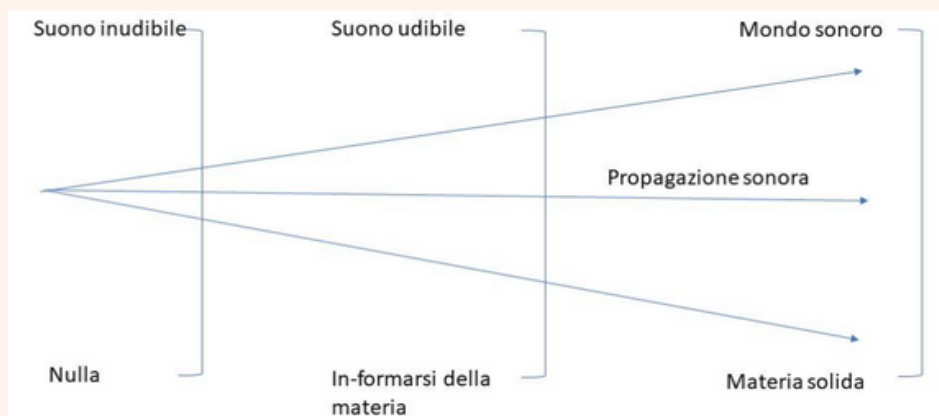 Suono inudibile
Suono udibile
Mondo sonoro
Propagazione sonora
Nulla
In-formarsi della
materia
Materia solida